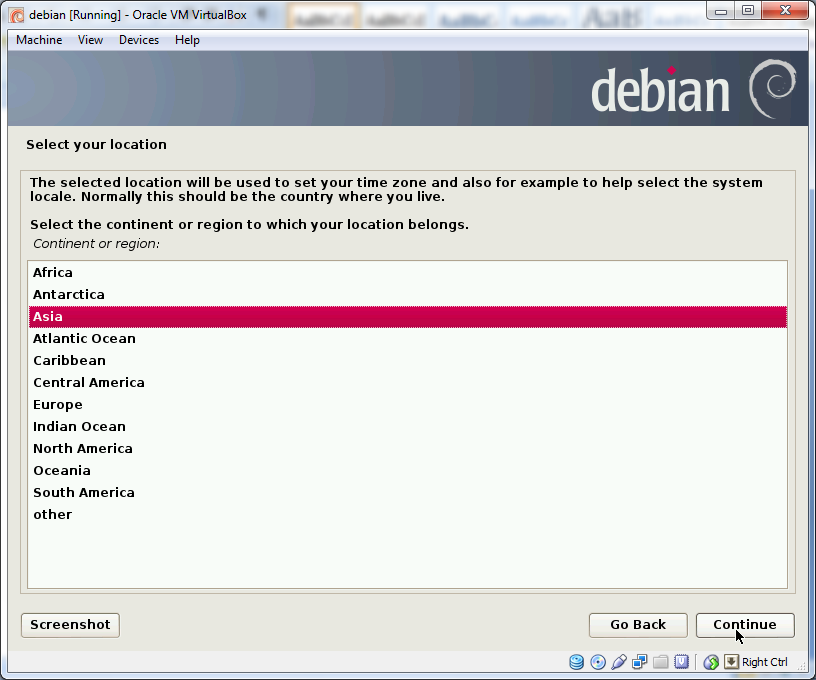 debian [Running] - Oracle VM VirtualBox
Machine View Devices Help
debian
Select your location
The selected location will be used to set your time zone and also for example to help select the system
locale. Normally this should be the country where you live.
Select the continent or region to which your location belongs.
Continent or region:
Africa
Antarctica
Asia
Atlantic Ocean
Caribbean
Central America
Europe
Indian Ocean
North America
Oceania
South America
other
Screenshot Go Back Continue
Right Ctrl